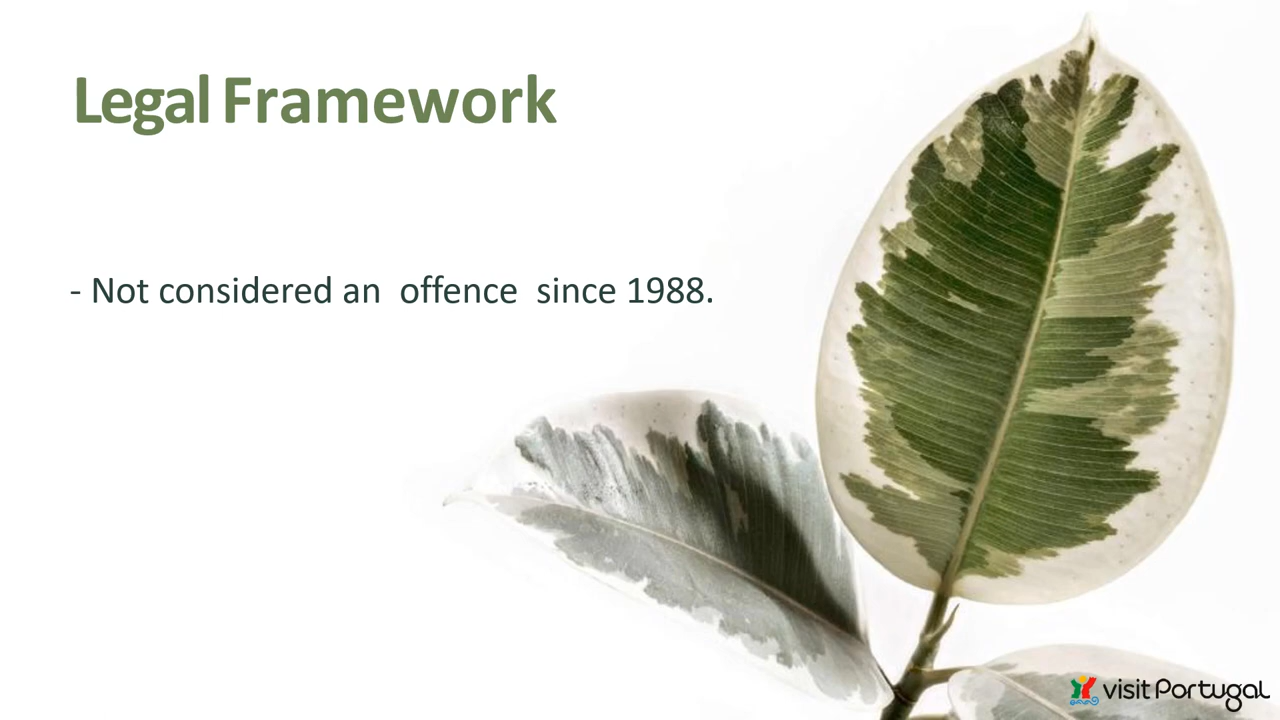 Legal Framework
- Not considered an offence since 1988.
visit Portugal